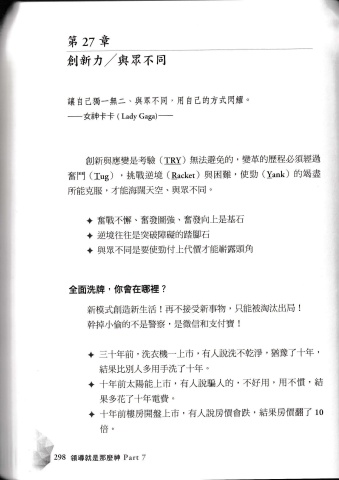 第 27 章
創新力／與眾不同
讓自己獨一無二、與眾不同，用自己的方式閃耀。
——女神卡卡（Lady Gaga）——
創新與應變是考驗（TRY）無法避免的，變革的歷程必須經過
奮鬥（Tug），挑戰逆境（Racket）與困難，使勁（Yank）的竭盡
所能克服，才能海闊天空、與眾不同。
✦ 奮戰不懈、奮發圖強、奮發向上是基石
✦ 逆境往往是突破障礙的踏腳石
✦ 與眾不同是要使勁付上代價才能嶄露頭角
全面洗牌，你會在哪裡？
新模式創造新生活！再不接受新事物，只能被淘汰出局！
幹掉小偷的不是警察，是微信和支付寶！
✦ 三十年前，洗衣機一上市，有人說洗不乾淨，猶豫了十年，
結果比別人多用手洗了十年。
✦ 十年前太陽能上市，有人說騙人的，不好用，用不慣，結
果多花了十年電費。
✦ 十年前樓房開盤上市，有人說房價會跌，結果房價翻了 10
倍。
298 領導就是那麼神 Part 7